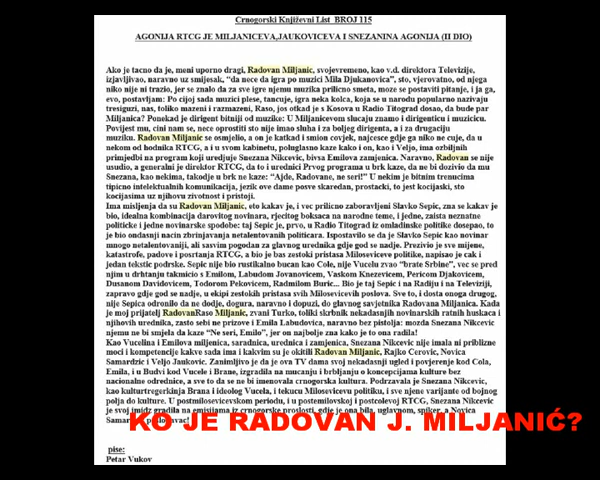 Crnogorski Književni List  BROJ 115
AGONIJA RTCG JE MILJANICEVA,JAUKOVICEVA I SNEZANINA AGONIJA (II DIO)
Ako je tacno da je, meni uporno dragi, Radovan Miljanic, svojevremeno, kao v.d. direktora Televizije,
izjavljivao, naravno uz smijesak, “da nece da igra po muzici Mila Djukanovica”, sto, vjerovatno, od njega
niko nije ni trazio, jer se znalo da za sve igre njemu muzika prilicno smeta, moze se postaviti pitanje, i ja ga,
evo, postavljam: Po cijoj sada muzici plese, tancuje, igra neka kolca, koja se u narodu popularno nazivaju
tresiguzi, nas, toliko mazeni i razmazeni, Raso, jos otkad je s Kosova u Radio Titograd dosao, da bude par
Miljanica? Ponekad je dirigent bitniji od muzike: U Miljanicevom slucaju znamo i dirigenticu i muzicicu.
Povijest mu, cini nam se, nece oprostiti sto nije imao sluha i za boljeg dirigenta, a i za drugaciju
muziku. Radovan Miljanic se osmjelio, a on je katkad i smion covjek, najcesce gdje ga niko ne cuje, da u
nekom od hodnika RTCG, a i u svom kabinetu, poluglasno kaze kako i on, kao i Veljo, ima ozbiljnih
primjedbi na program koji uredjuje Snezana Nikcevic, bivsa Emilova zamjenica. Naravno, Radovan se nije
usudio, a generalni je direktor RTCG, da to i urednici Prvog programa u brk kaze, da ne bi dozivio da mu
Snezana, kao nekima, takodje u brk ne kaze: “Ajde, Radovane, ne seri!” U nekim je bitnim trenucima
tipicno intelektualnih komunikacija, jezik ove dame posve skaredan, prostacki, to jest kocijaski, sto
kocijasima uz njihovu zivotnost i pristoji.
Ima misljenja da su Radovan Miljanic, eto kakav je, i vec prilicno zaboravljeni Slavko Sepic, zna se kakav je
bio, idealna kombinacija darovitog novinara, rjecitog boksaca na narodne teme, i jedne, zaista neznatne
politicke i jedne novinarske spodobe: taj Sepic je, prvo, u Radio Titograd iz omladinske politike dosepao, to
je bio ondasnji nacin zbrinjavanja netalentovanih politicara. Ispostavilo se da je Slavko Sepic kao novinar
mnogo netalentovaniji, ali sasvim pogodan za glavnog urednika gdje god se nadje. Prezivio je sve mijene,
katastrofe, padove i posrtanja RTCG, a bio je bas zestoki pristas Milosevicove politike, napisao je cak i
jedan tekstic podrske. Sepic nije bio rustikalno bucan kao Cole, nije Vucelu zvao “brate Srbine”, vec se pred
njim u drhtanju takmicio s Emilom, Labudom Jovanovicem, Vaskom Knezevicem, Pericom Djakovicem,
Dusanom Davidovicem, Todorom Pekovicem, Radmilom Buric... Bio je taj Sepic i na Radiju i na Televiziji,
zapravo gdje god se nadje, u ekipi zestokih pristasa svih Milosevicevih poslova. Sve to, i dosta onoga drugog,
nije Sepica odronilo da ne dodje, dogura, naravno i dopuzi, do glavnog savjetnika Radovana Miljanica. Kada
je moj prijatelj RadovanRaso Miljanic, zvani Turko, toliki skrbnik nekadasnjih novinarskih ratnih huskaca i
njihovih urednika, zasto sebi ne prizove i Emila Labudovica, naravno bez pistolja: mozda Snezana Nikcevic
njemu ne bi smjela da kaze “Ne seri, Emilo”, jer on najbolje zna kako je to ona radila!
Kao Vucelina i Emilova miljenica, saradnica, urednica i zamjenica, Snezana Nikcevic nije imala ni priblizne
moci i kompetencije kakve sada ima i kakvim su je okitili Radovan Miljanic, Rajko Cerovic, Novica
Samardzic i Veljo Jankovic. Zanimljivo je da je ova TV dama svoj nekadasnji ugled i povjerenje kod Cola,
Emila, i u Budvi kod Vucele i Brane, izgradila na mucanju i brbljanju o koncepcijama kulture bez
nacionalne odrednice, a sve to da se ne bi imenovala crnogorska kultura. Podrzavala je Snezana Nikcevic,
kao kulturtregerkinja Brana i ideolog Vucela, i tekucu Milosevicevu politiku, i sve njene varijante od bojnog
polja do kulture. U postmilosevicevskom periodu, i u postemilovskoj i postcolevoj RTCG, Snezana Nikcevic
je svoj imidz gradila na emisijama iz crnogorske proslosti, gdje je ona bila, uglavnom, spiker, a Novica
KO JE RADOVAN J. MILJANIĆ?
pise:
Petar Vukov